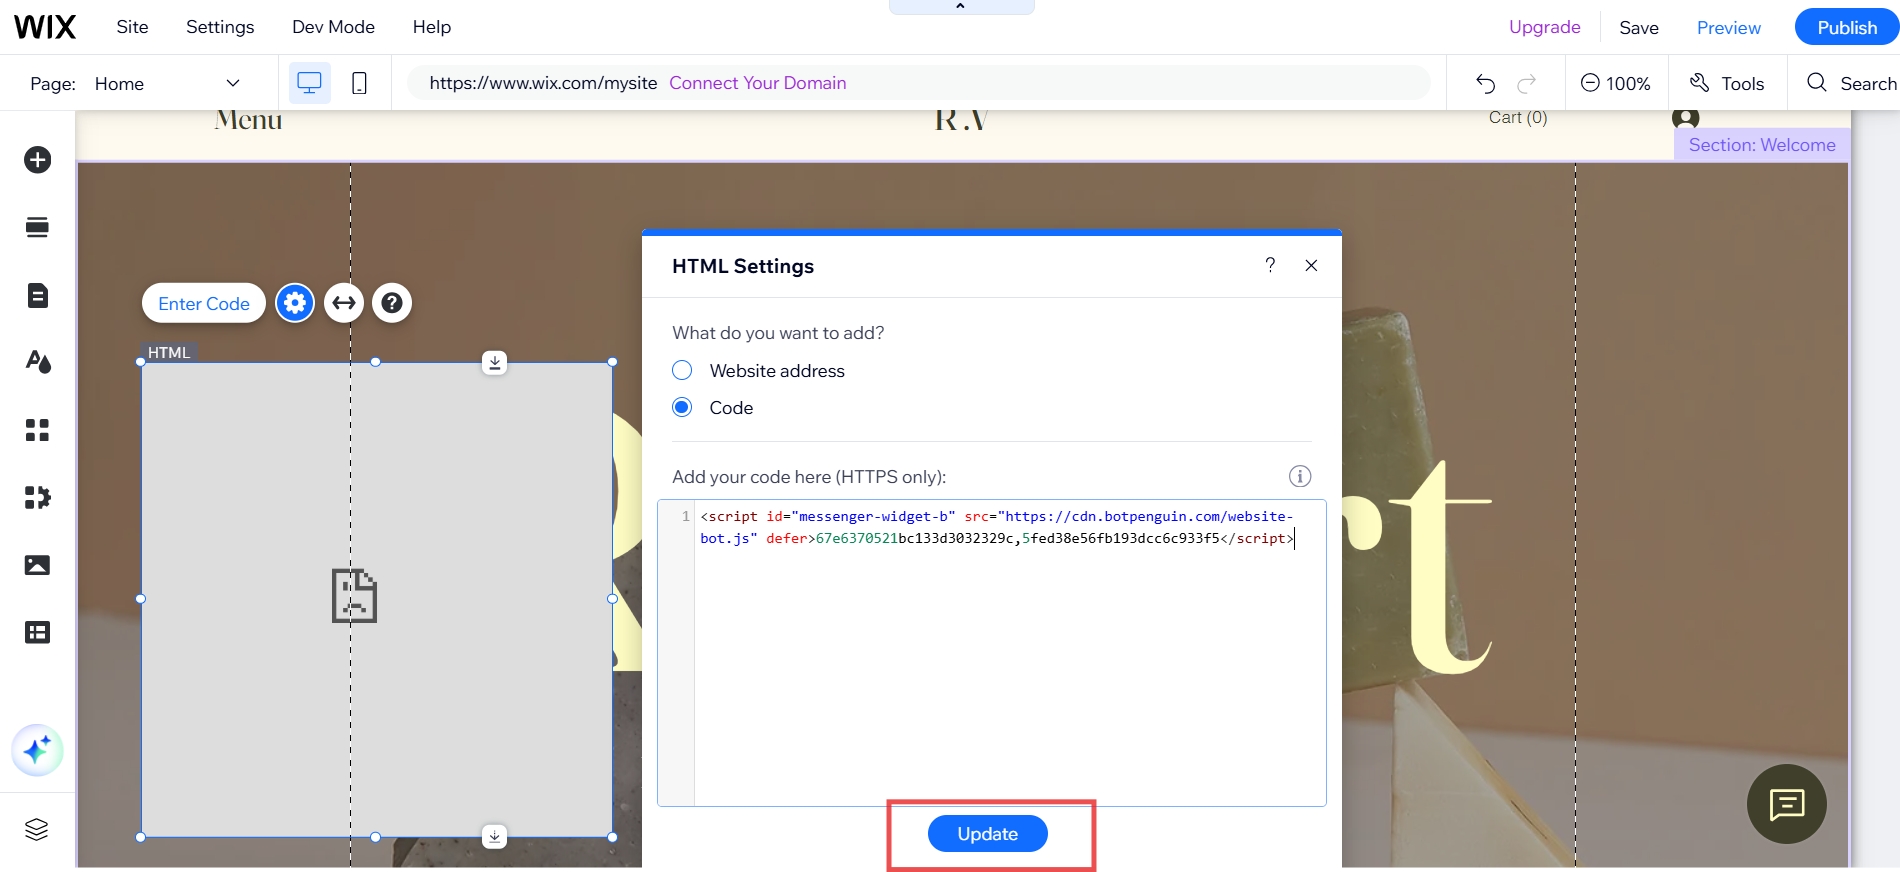 WIX Site Settings Dev Mode Help Upgrade Save Preview Publish
Page: Home https://www.wix.com/mysite Connect Your Domain 100% Tools Search
Menu Cart (0)
Section: Welcome
Enter Code
HTML
HTML Settings ?
What do you want to add?
Website address
Code
Add your code here (HTTPS only):
1 <script id="messenger-widget-b" src="https://cdn.botpenguin.com/website-
bot.js" defer>67e6370521bc133d3032329c,5fed38e56fb193dcc6c933f5</script>
Update